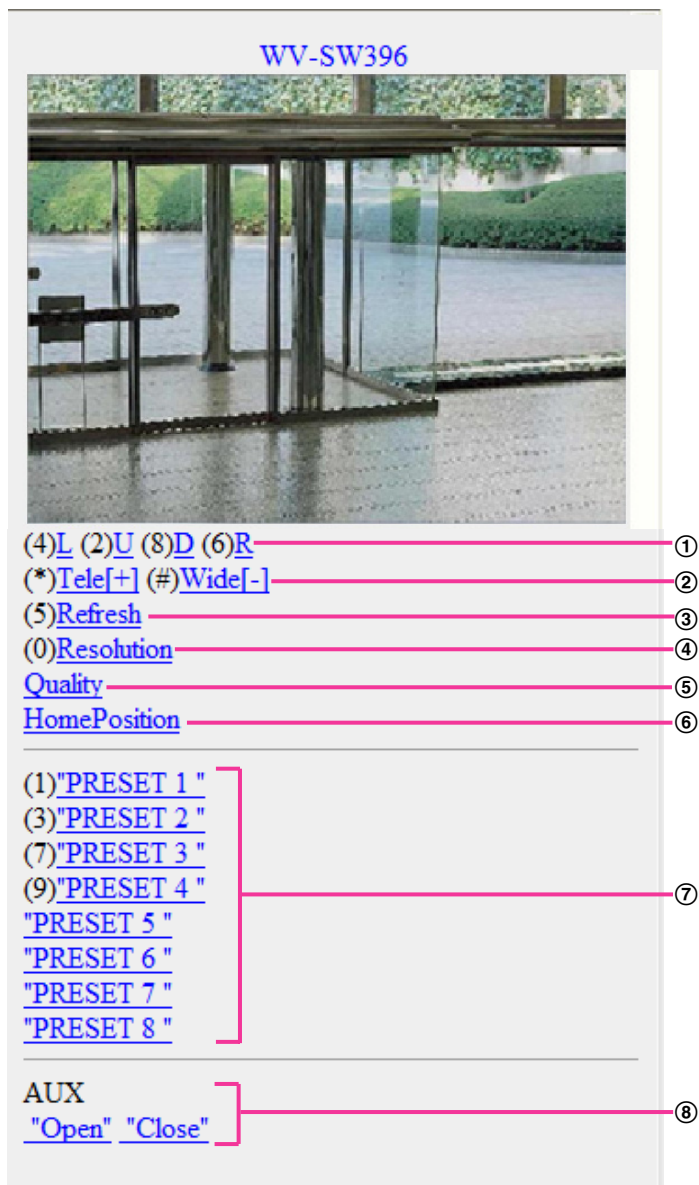 WV-SW396
(4)L (2)U (8)D (6)R ①
(*)Tele[+] (#)Wide[-] ②
(5)Refresh ③
(0)Resolution ④
Quality ⑤
HomePosition ⑥
(1)"PRESET 1 "
(3)"PRESET 2 "
(7)"PRESET 3 "
(9)"PRESET 4 " ⑦
"PRESET 5 "
"PRESET 6 "
"PRESET 7 "
"PRESET 8 "
AUX ⑧
"Open" "Close"